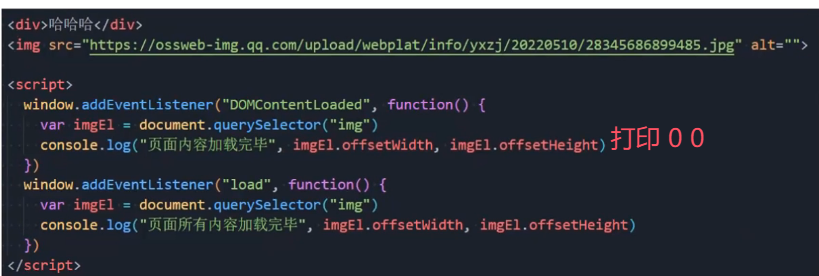 <div>哈哈哈</div>
<img src="https://ossweb-img.qq.com/upload/webplat/info/yxzj/20220510/28345686899485.jpg" alt="">
<script>
window.addEventListener("DOMContentLoaded", function() {
var imgEl = document.querySelector("img")
console.log("页面内容加载完毕", imgEl.offsetWidth, imgEl.offsetHeight) 打印 0 0
})
window.addEventListener("load", function() {
var imgEl = document.querySelector("img")
console.log("页面所有内容加载完毕", imgEl.offsetWidth, imgEl.offsetHeight)
})
</script>